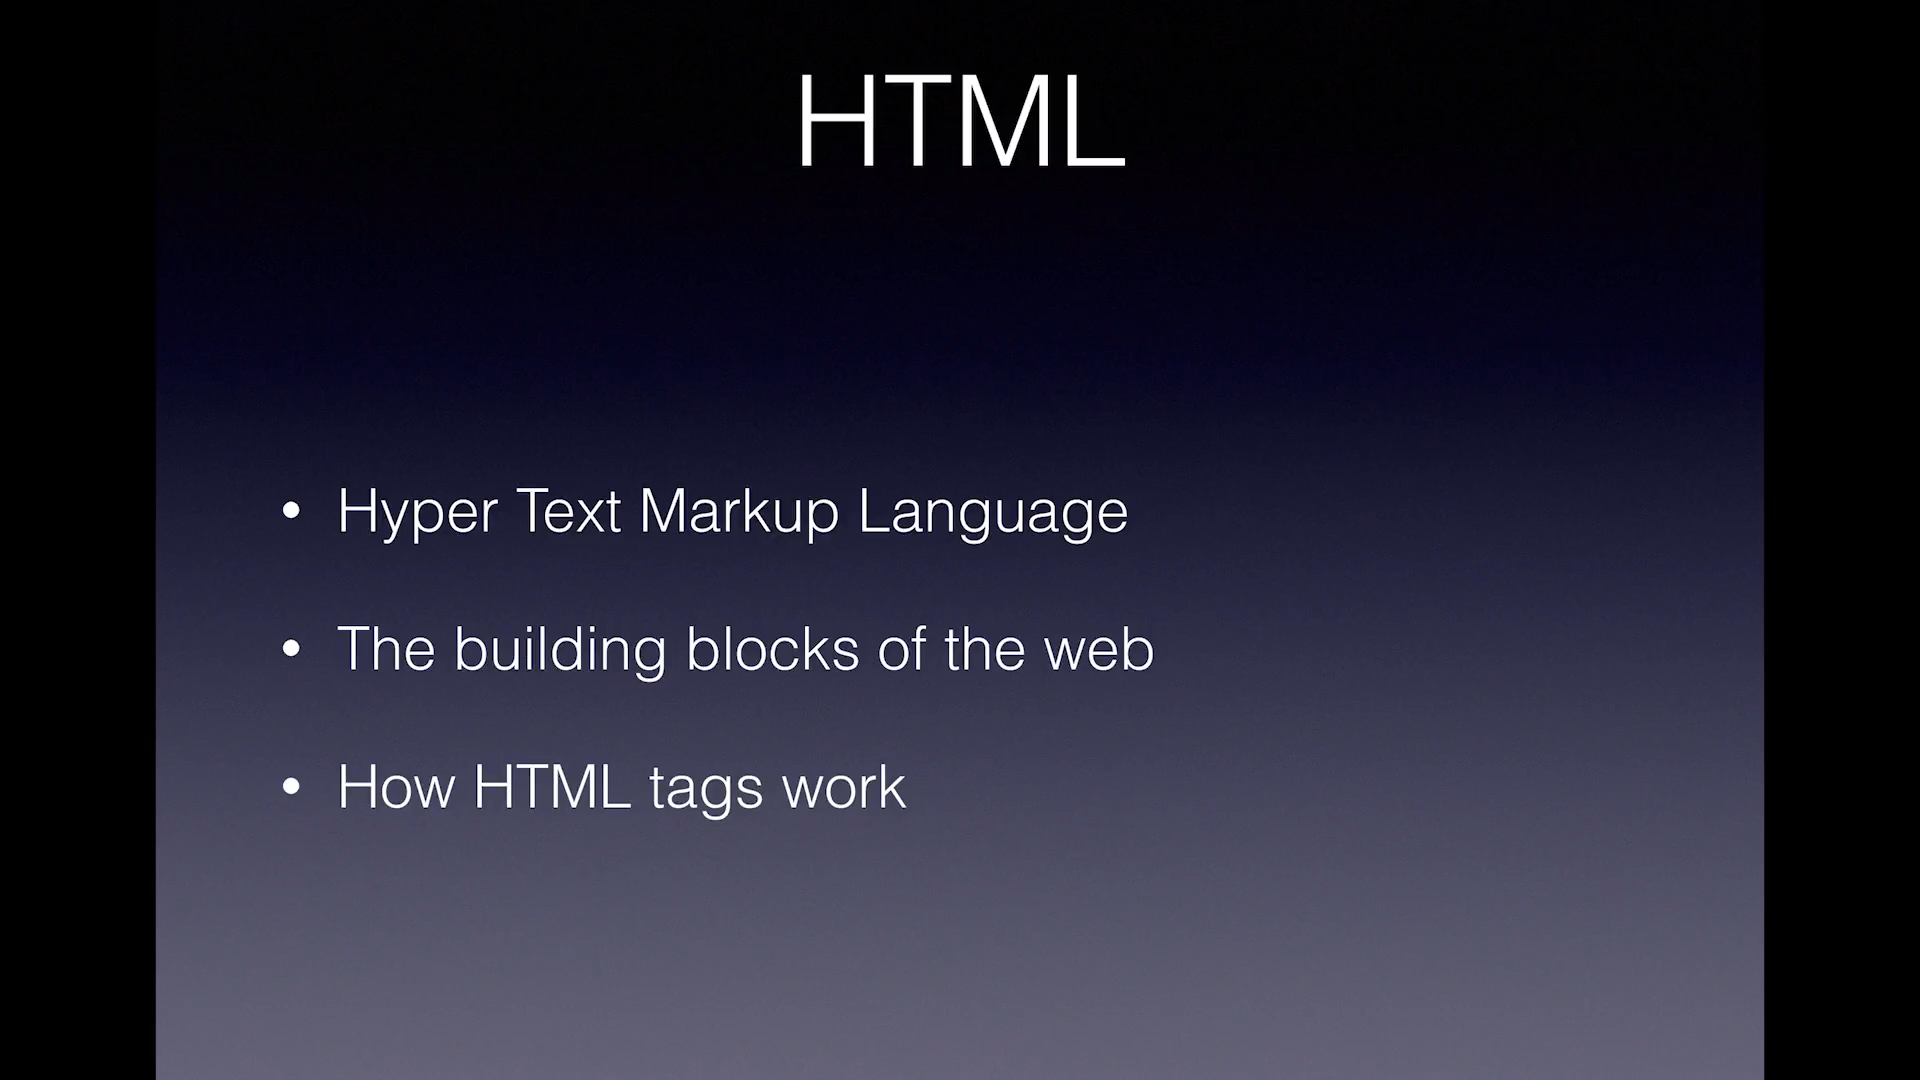 HTML
• Hyper Text Markup Language
• The building blocks of the web
• How HTML tags work